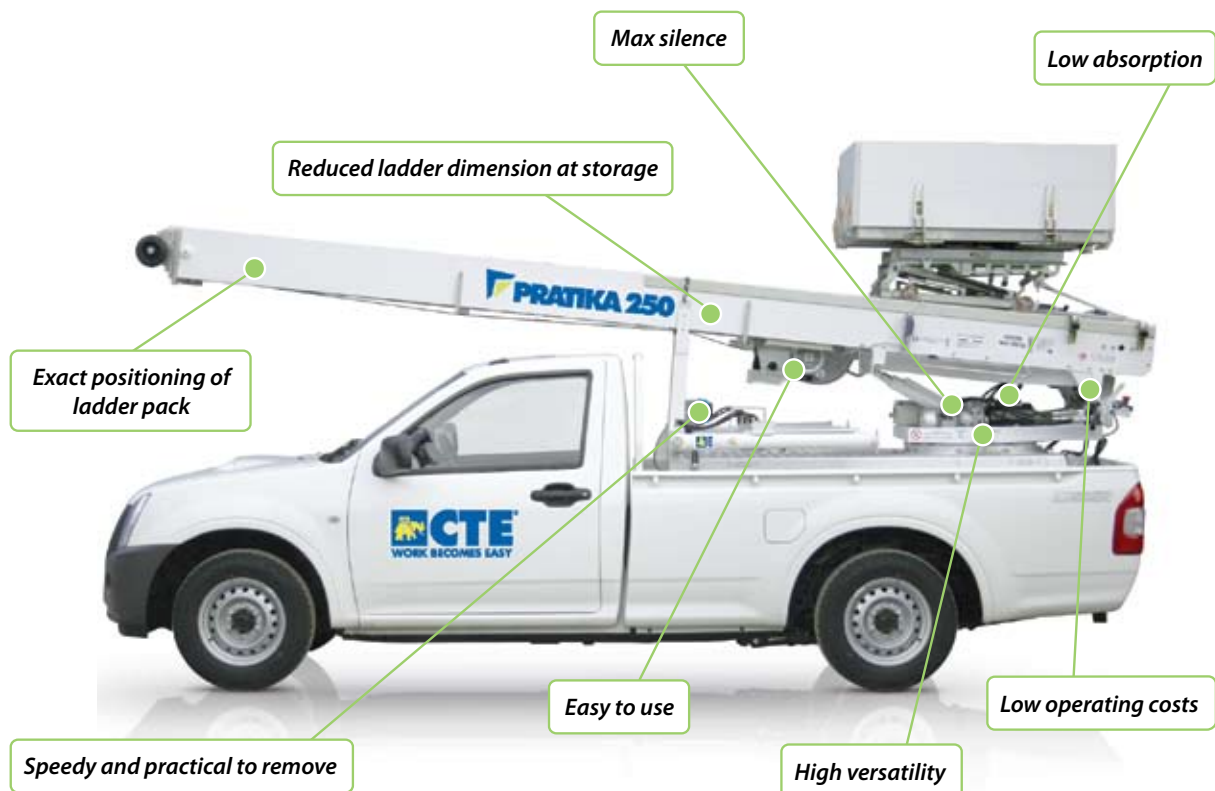 Max silence
Low absorption
Reduced ladder dimension at storage
PRATIKA 250
Exact positioning of
ladder pack
CTE
CTE
WORK BECOMES EASY
Easy to use
Low operating costs
Speedy and practical to remove
High versatility